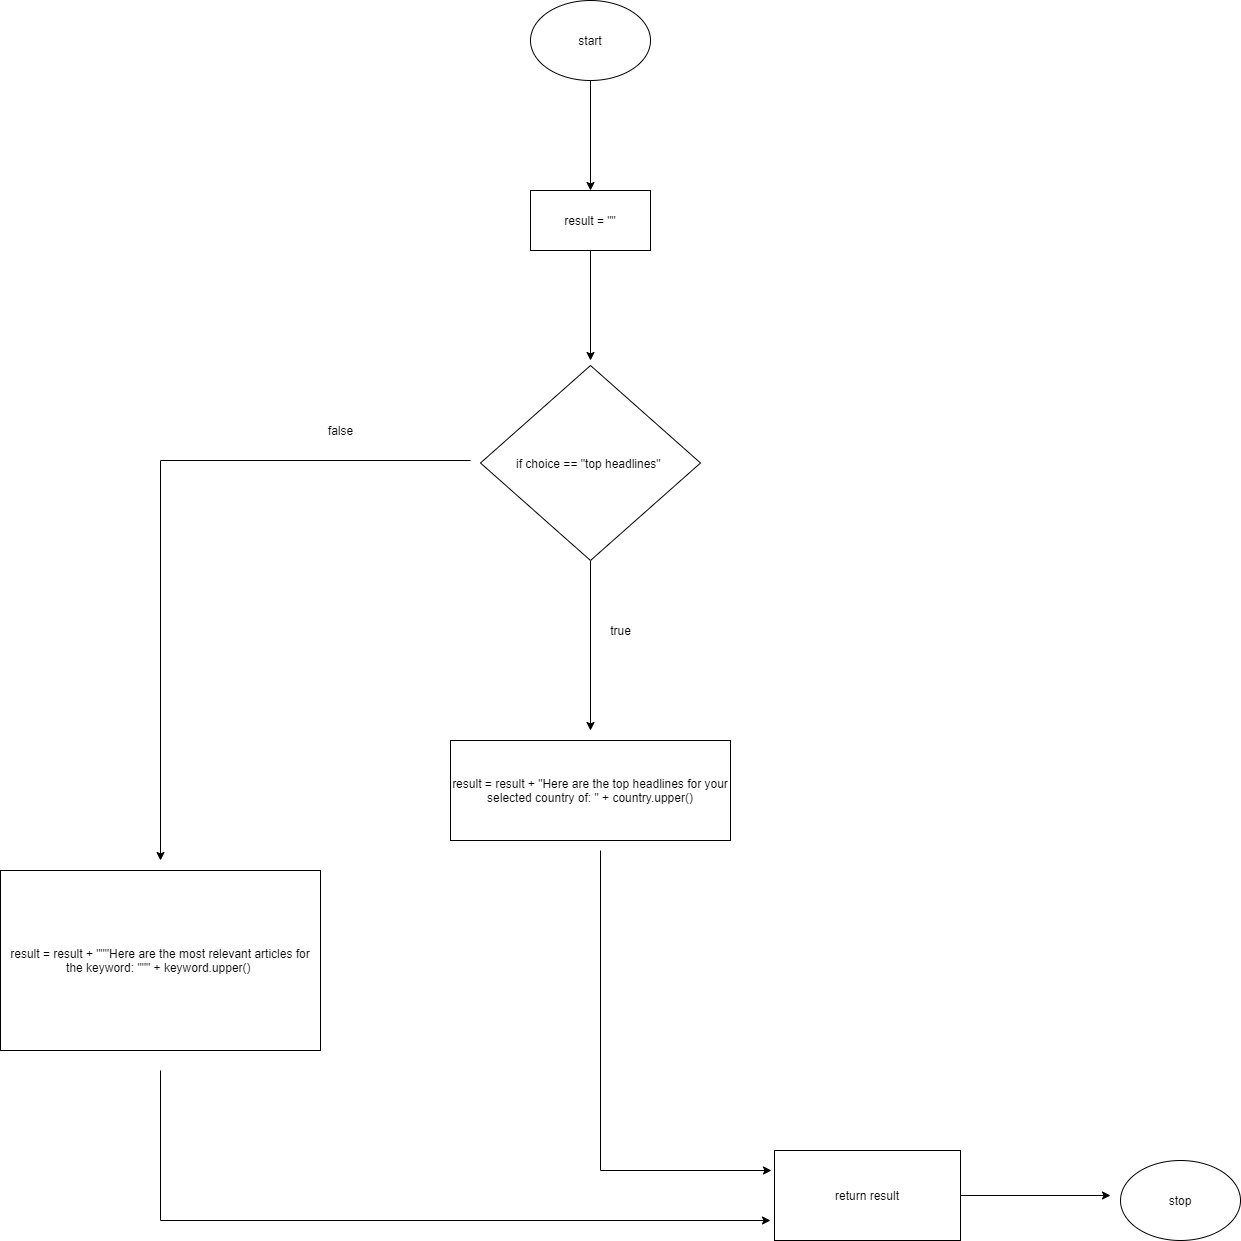 start
result = ""
if choice == "top headlines"
false
true
result = result + "Here are the top headlines for your
selected country of: " + country.upper()
result = result + """Here are the most relevant articles for
the keyword: """ + keyword.upper()
return result
stop